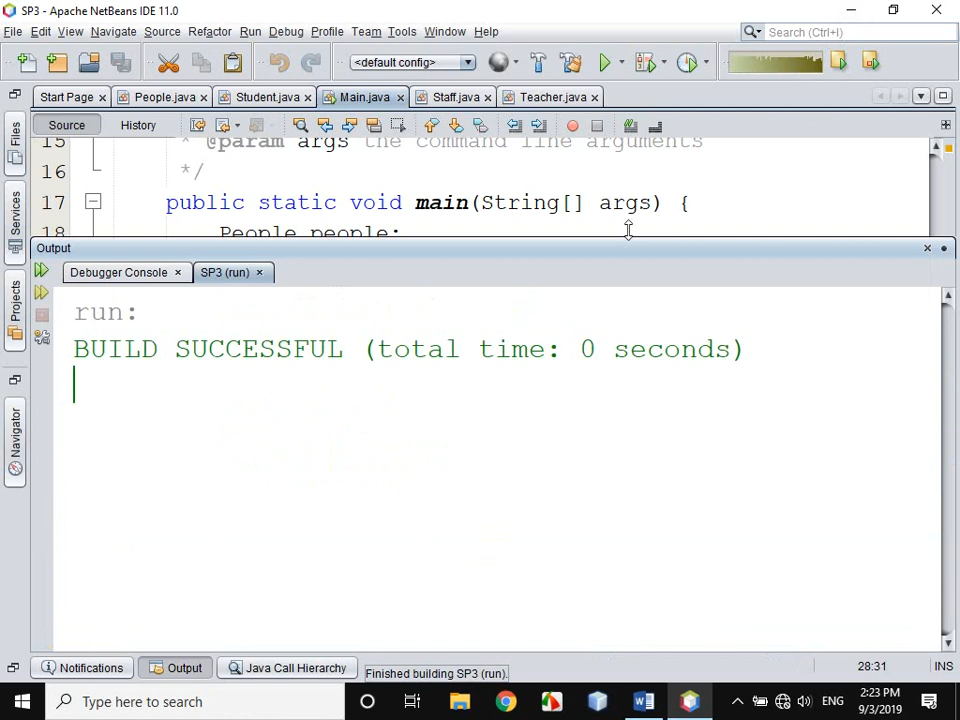 SP3 - Apache NetBeans IDE 11.0
File Edit View Navigate Source Refactor Run Debug Profile Team Tools Window Help
Search (Ctrl+I)
<default config>
Start Page People.java Student.java Main.java Staff.java Teacher.java
Source History
15 * @param args the command line arguments
16 */
17 public static void main(String[] args) {
18 People people;
Output
Debugger Console SP3 (run)
run:
BUILD SUCCESSFUL (total time: 0 seconds)
Files
Services
Projects
Navigator
Notifications Output Java Call Hierarchy Finished building SP3 (run). 28:31 INS
Type here to search
ENG
2:23 PM
9/3/2019